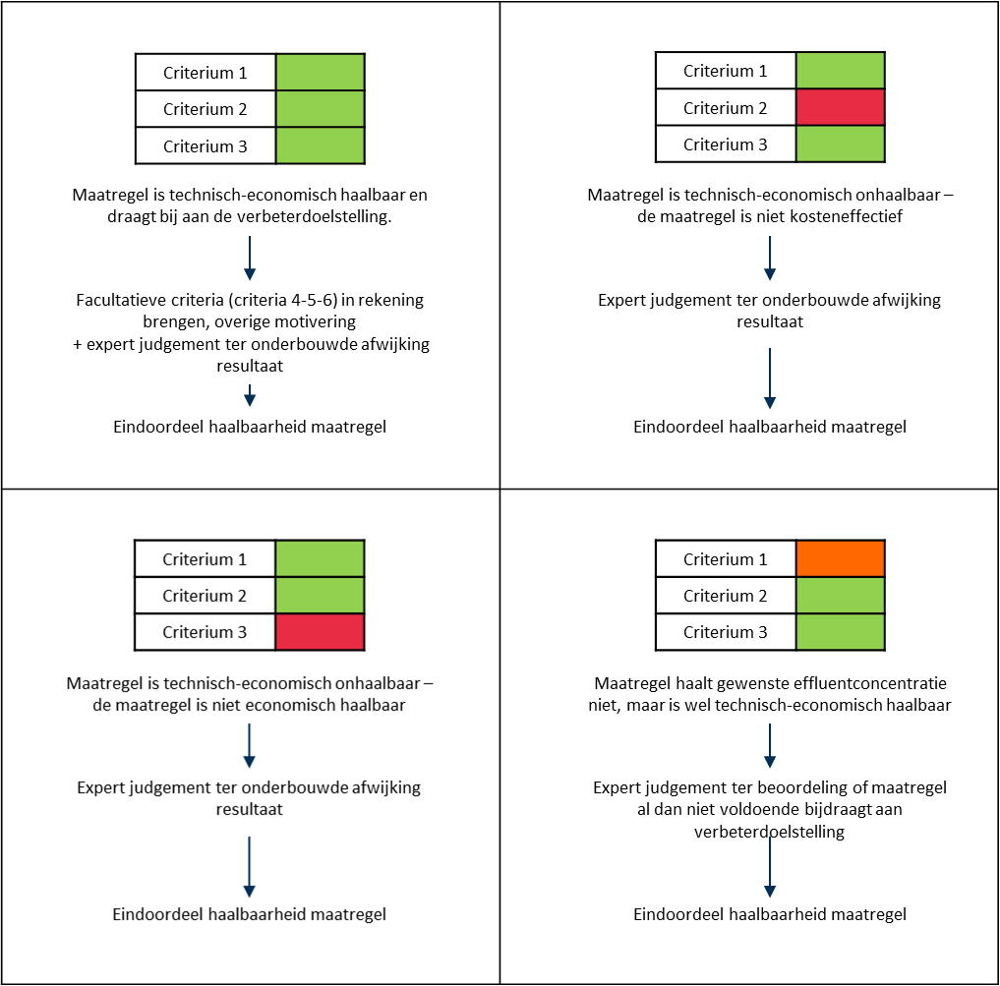 Criterium 1
Criterium 2
Criterium 3
Maatregel is technisch-economisch haalbaar en
draagt bij aan de verbeterdoelstelling.
Facultatieve criteria (criteria 4-5-6) in rekening
brengen, overige motivering
+ expert judgement ter onderbouwde afwijking
resultaat
Eindoordeel haalbaarheid maatregel
Criterium 1
Criterium 2
Criterium 3
Maatregel is technisch-economisch onhaalbaar –
de maatregel is niet kosteneffectief
Expert judgement ter onderbouwde afwijking
resultaat
Eindoordeel haalbaarheid maatregel
Criterium 1
Criterium 2
Criterium 3
Maatregel is technisch-economisch onhaalbaar –
de maatregel is niet economisch haalbaar
Expert judgement ter onderbouwde afwijking
resultaat
Eindoordeel haalbaarheid maatregel
Criterium 1
Criterium 2
Criterium 3
Maatregel haalt gewenste effluentconcentratie
niet, maar is wel technisch-economisch haalbaar
Expert judgement ter beoordeling of maatregel
al dan niet voldoende bijdraagt aan
verbeterdoelstelling
Eindoordeel haalbaarheid maatregel